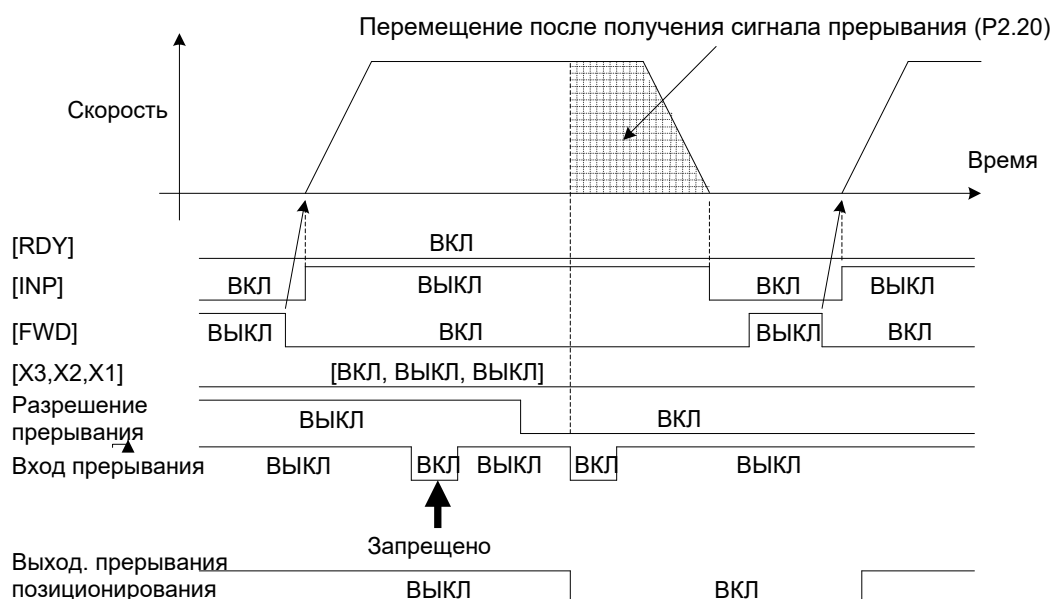 Перемещение после получения сигнала прерывания (P2.20)
Скорость
Время
[RDY] ВКЛ
[INP] ВКЛ ВЫКЛ ВКЛ ВЫКЛ
[FWD] ВЫКЛ ВКЛ ВЫКЛ ВКЛ
[X3,X2,X1] [ВКЛ, ВЫКЛ, ВЫКЛ]
Разрешение
прерывания ВЫКЛ ВКЛ
Вход прерывания ВЫКЛ ВКЛ ВЫКЛ ВКЛ ВЫКЛ
Запрещено
Выход. прерывания
позиционирования ВЫКЛ ВКЛ